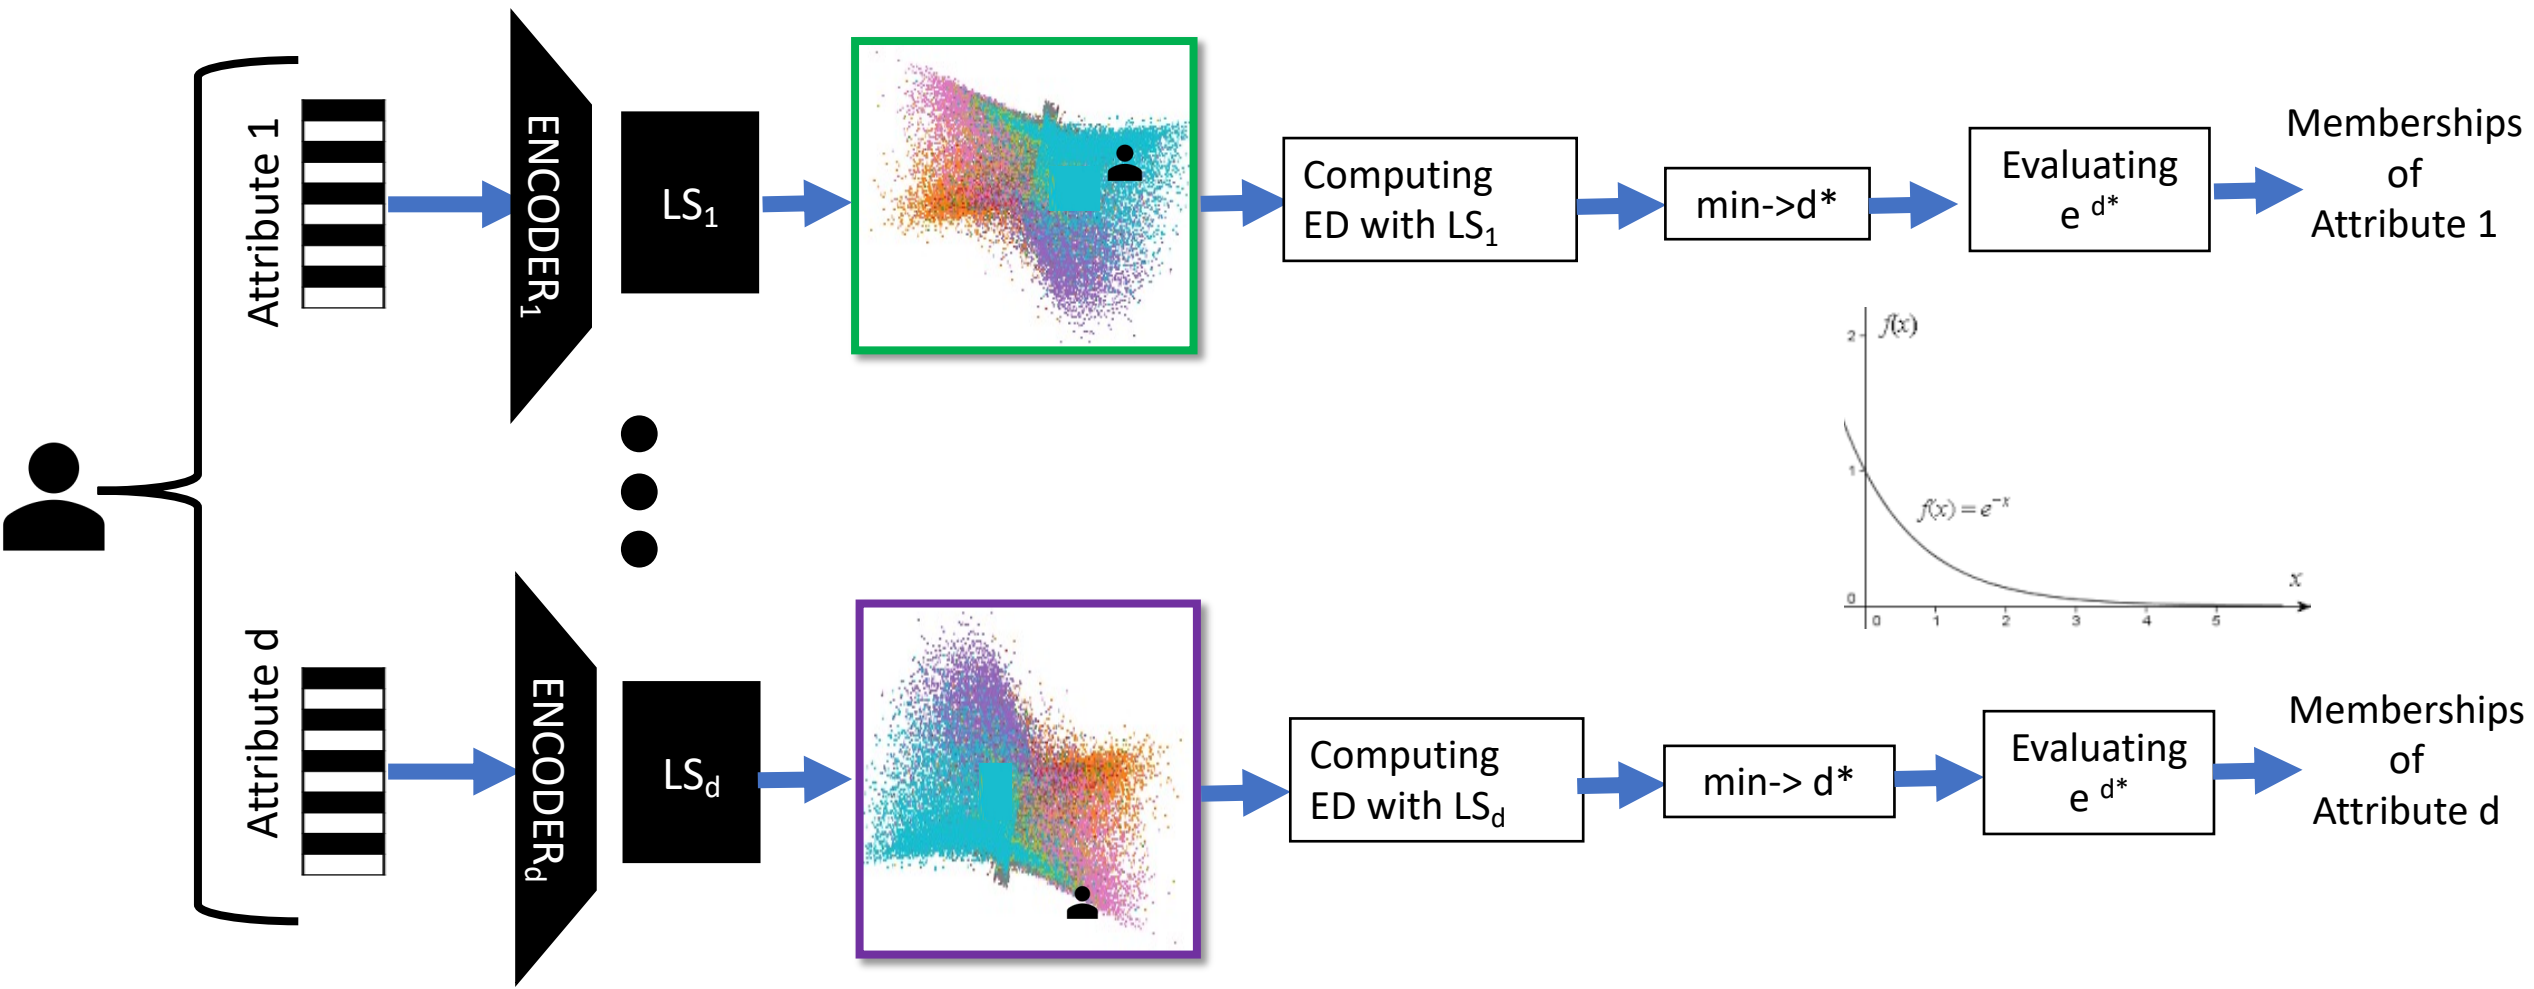 Attribute 1
ENCODER1
LS1
Computing
ED with LS1
min->d*
Evaluating
e d*
Memberships
of
Attribute 1
2
f(x)
1
f(x) = e^-x
x
0
0 1 2 3 4 5
Attribute d
ENCODERd
LSd
Computing
ED with LSd
min-> d*
Evaluating
e d*
Memberships
of
Attribute d